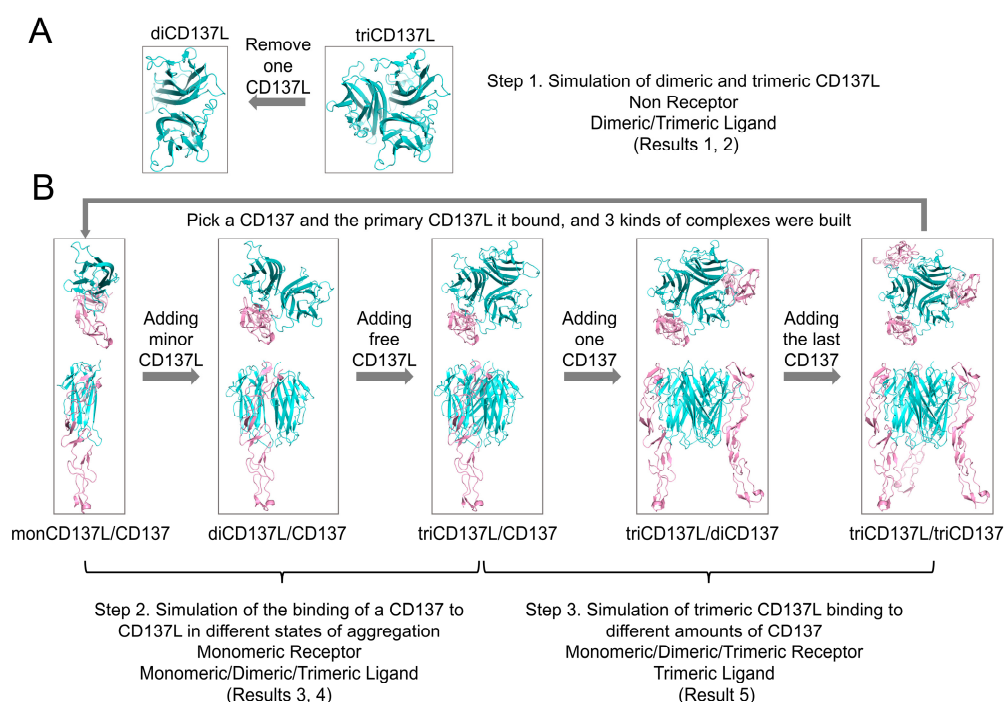 A
diCD137L
Remove
one
CD137L
triCD137L
Step 1. Simulation of dimeric and trimeric CD137L
Non Receptor
Dimeric/Trimeric Ligand
(Results 1, 2)
B
Pick a CD137 and the primary CD137L it bound, and 3 kinds of complexes were built
Adding
minor
CD137L
Adding
free
CD137L
Adding
one
CD137
Adding
the last
CD137
monCD137L/CD137
diCD137L/CD137
triCD137L/CD137
triCD137L/diCD137
triCD137L/triCD137
Step 2. Simulation of the binding of a CD137 to
CD137L in different states of aggregation
Monomeric Receptor
Monomeric/Dimeric/Trimeric Ligand
(Results 3, 4)
Step 3. Simulation of trimeric CD137L binding to
different amounts of CD137
Monomeric/Dimeric/Trimeric Receptor
Trimeric Ligand
(Result 5)